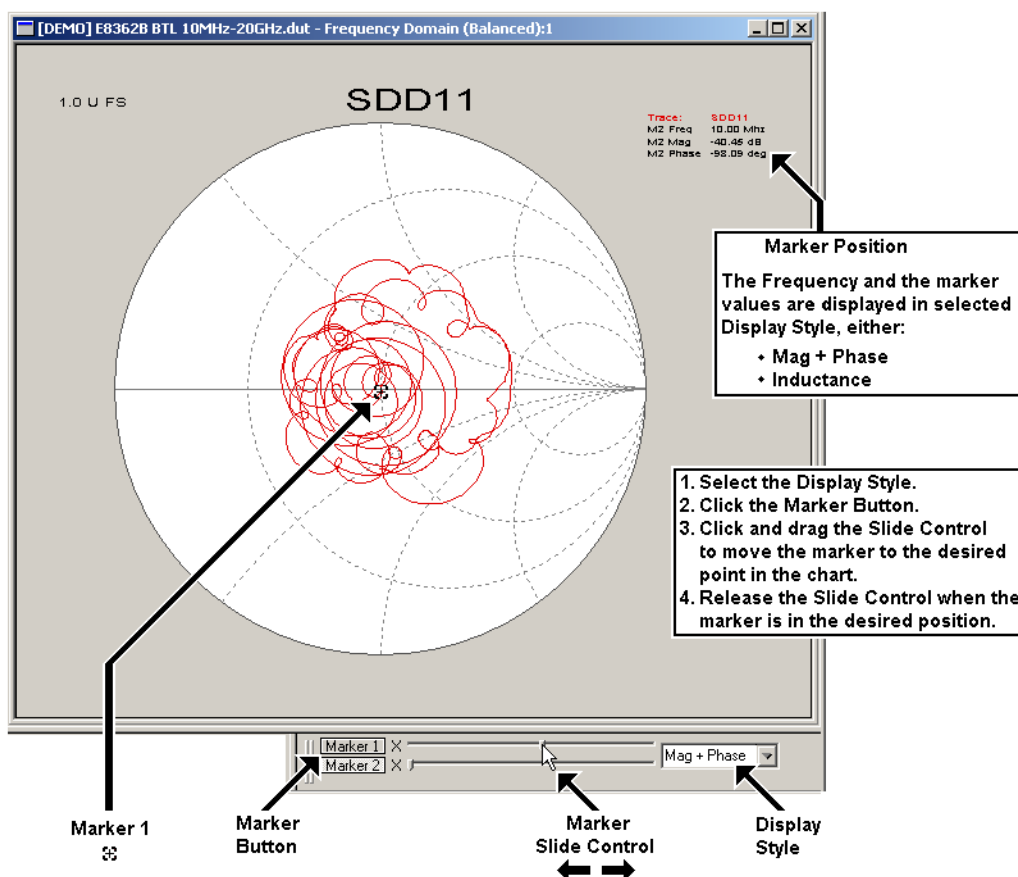 [DEMO] E8362B BTL 10MHz-20GHz.dut - Frequency Domain (Balanced):1
1.0 U FS
SDD11
Trace: SDD11
M2 Freq 10.00 Mhz
M2 Mag -40.45 dB
M2 Phase -98.09 deg
Marker Position
The Frequency and the marker
values are displayed in selected
Display Style, either:
• Mag + Phase
• Inductance
1. Select the Display Style.
2. Click the Marker Button.
3. Click and drag the Slide Control
to move the marker to the desired
point in the chart.
4. Release the Slide Control when the
marker is in the desired position.
Marker 1 X
Marker 2 X
Mag + Phase
Marker 1
Marker
Button
Marker
Slide Control
Display
Style